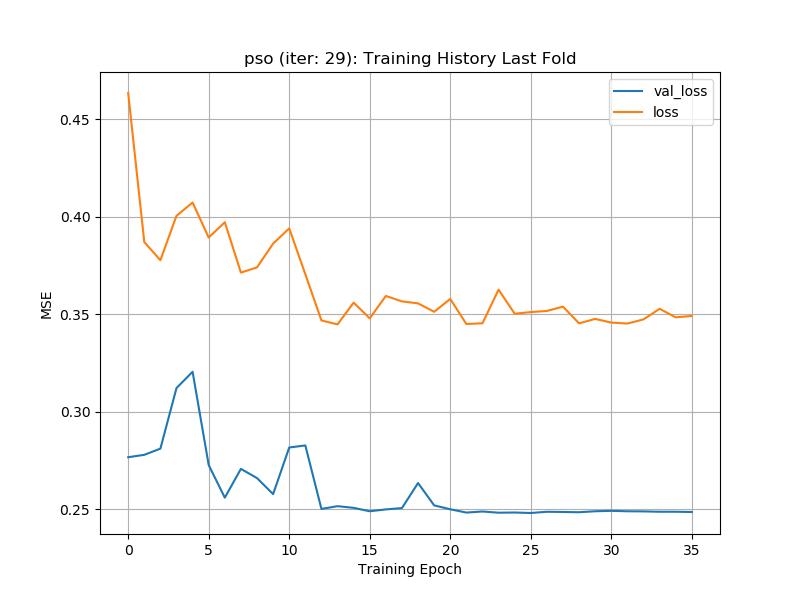 pso (iter: 29): Training History Last Fold
val_loss
loss
0.45
0.40
0.35
0.30
0.25
MSE
0 5 10 15 20 25 30 35
Training Epoch